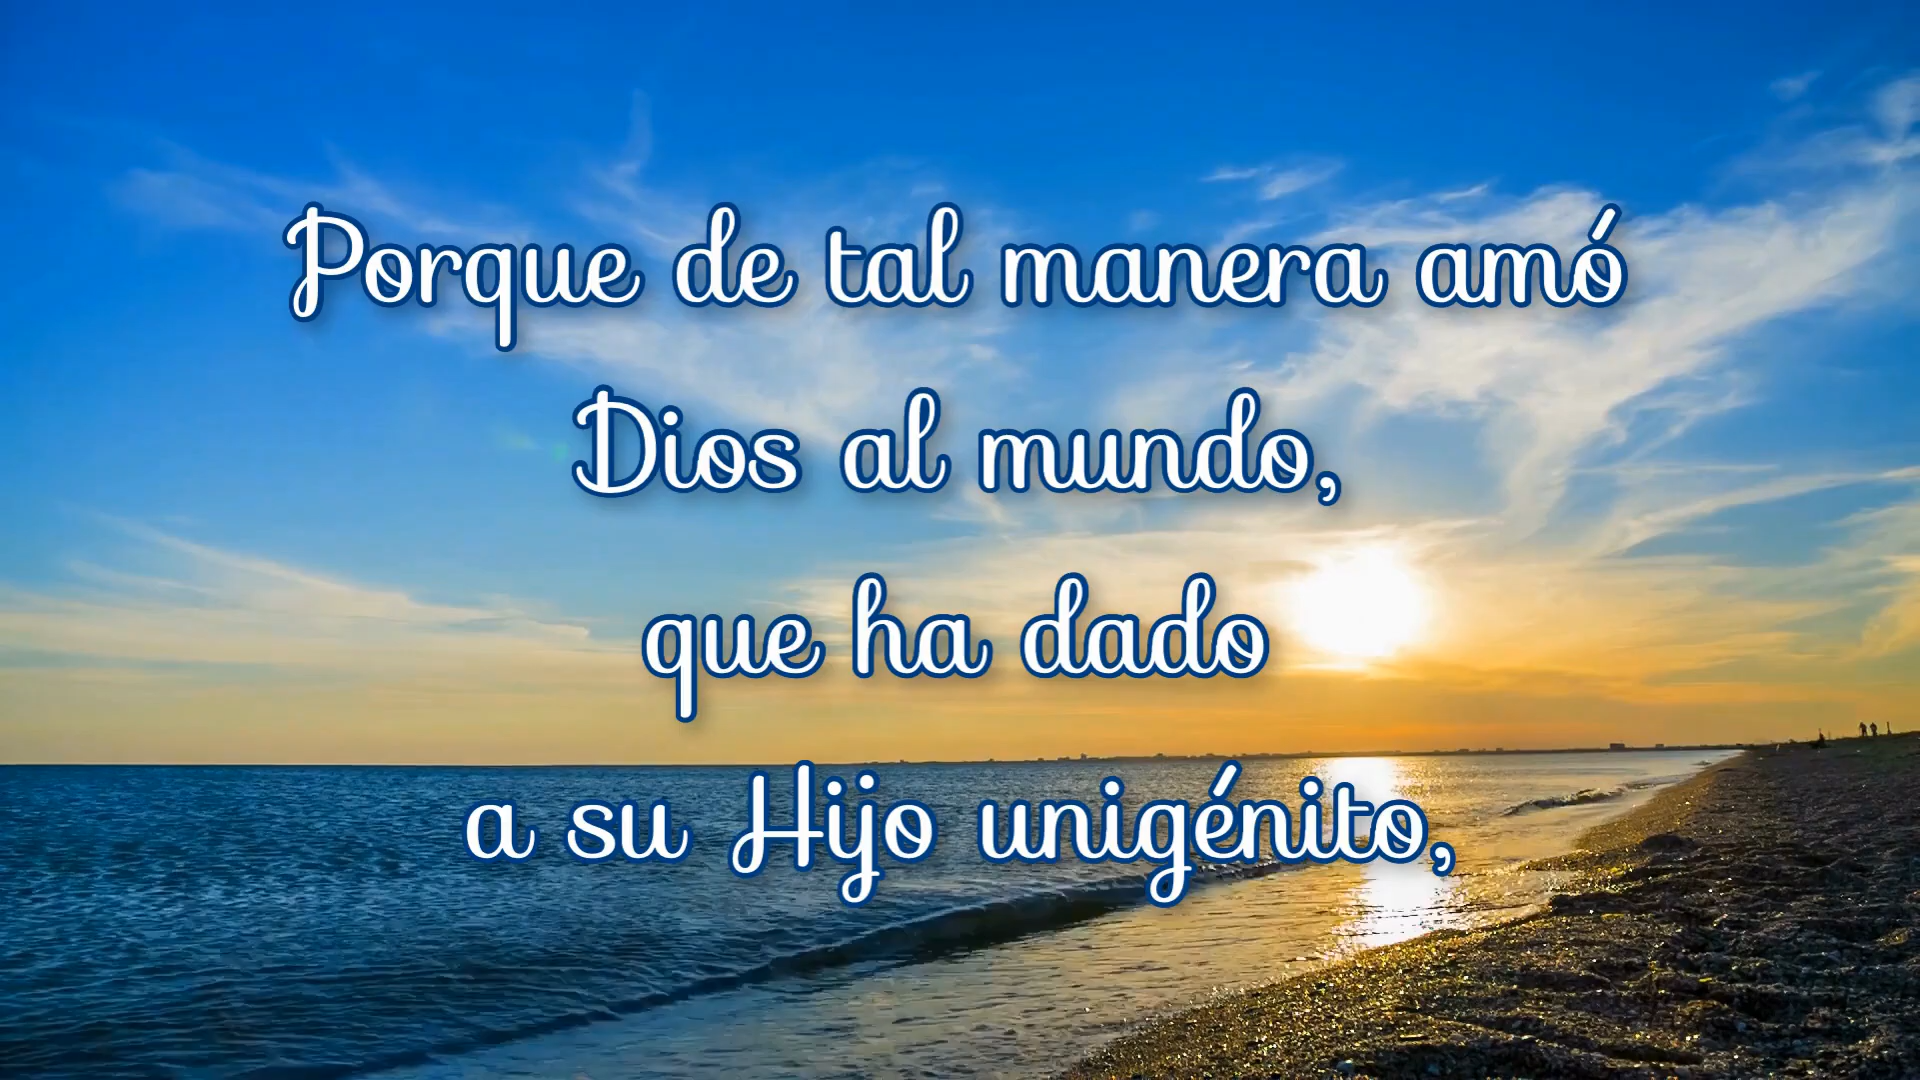 Porque de tal manera amó
Dios al mundo,
que ha dado
a su Hijo unigénito,